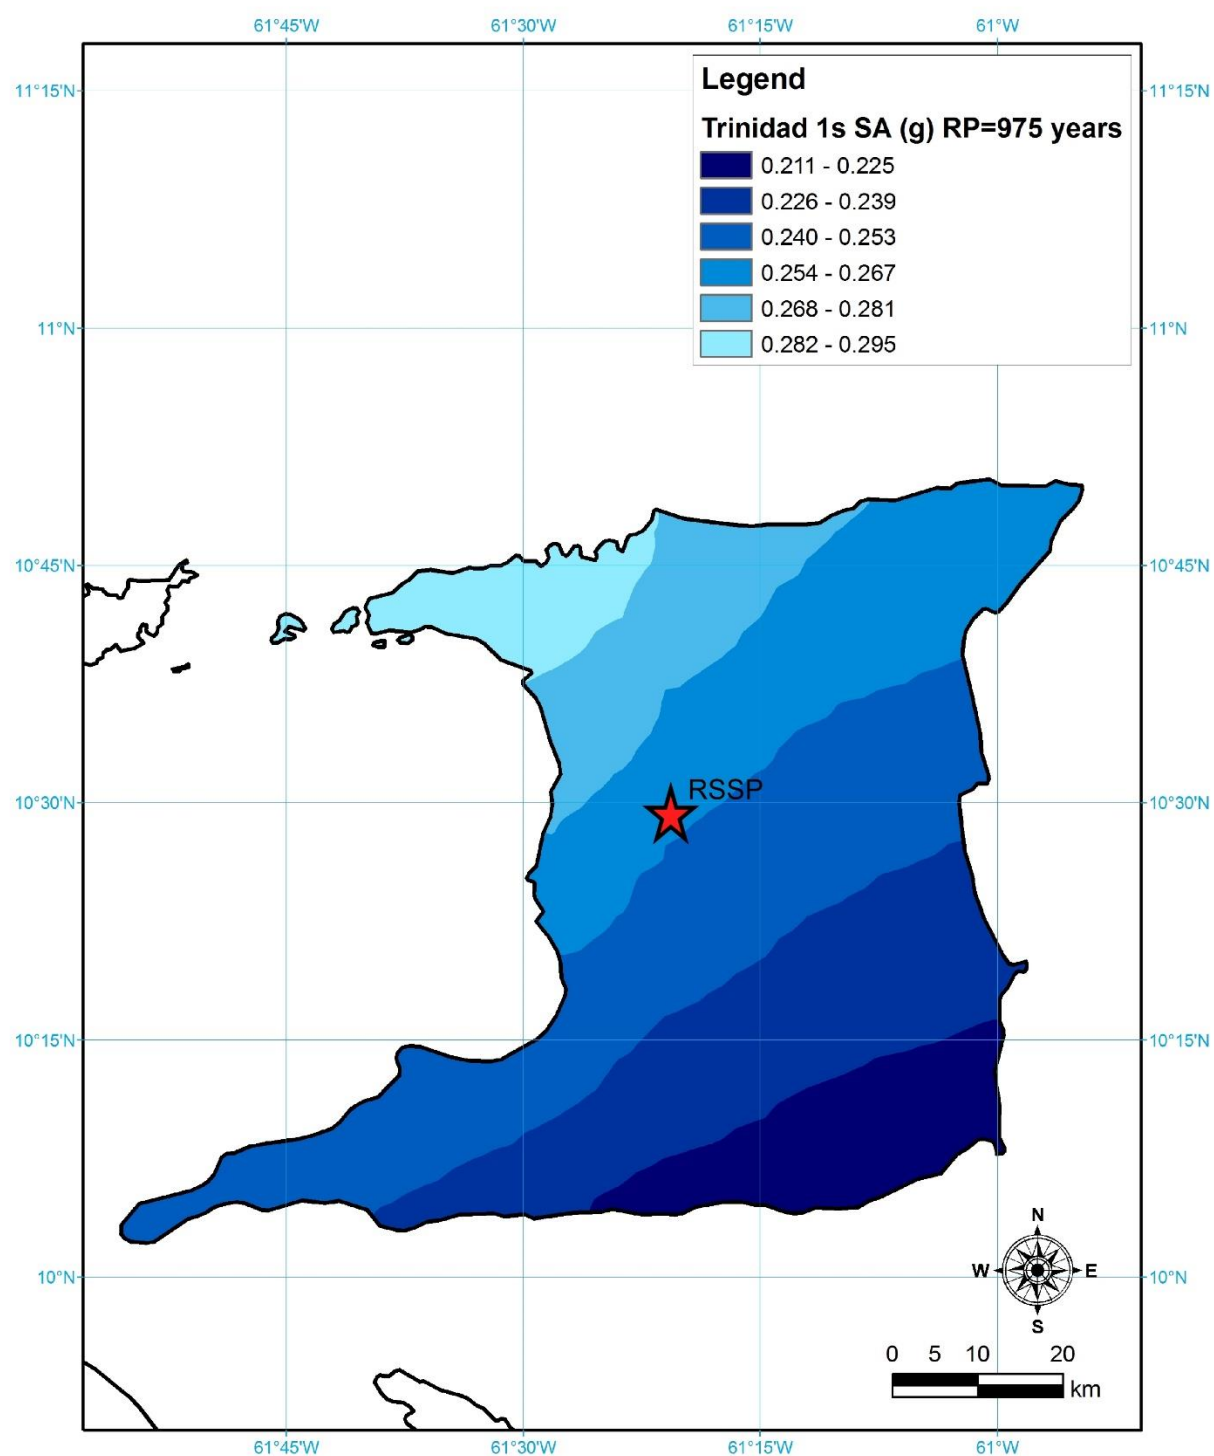 61°45'W 61°30'W 61°15'W 61°W
Legend
11°15'N 11°15'N
Trinidad 1s SA (g) RP=975 years
0.211 - 0.225
0.226 - 0.239
0.240 - 0.253
0.254 - 0.267
0.268 - 0.281
11°N 11°N
0.282 - 0.295
10°45'N 10°45'N
RSSP
10°30'N 10°30'N
10°15'N 10°15'N
N
W E
10°N 10°N
S
0 5 10 20
km
61°45'W 61°30'W 61°15'W 61°W